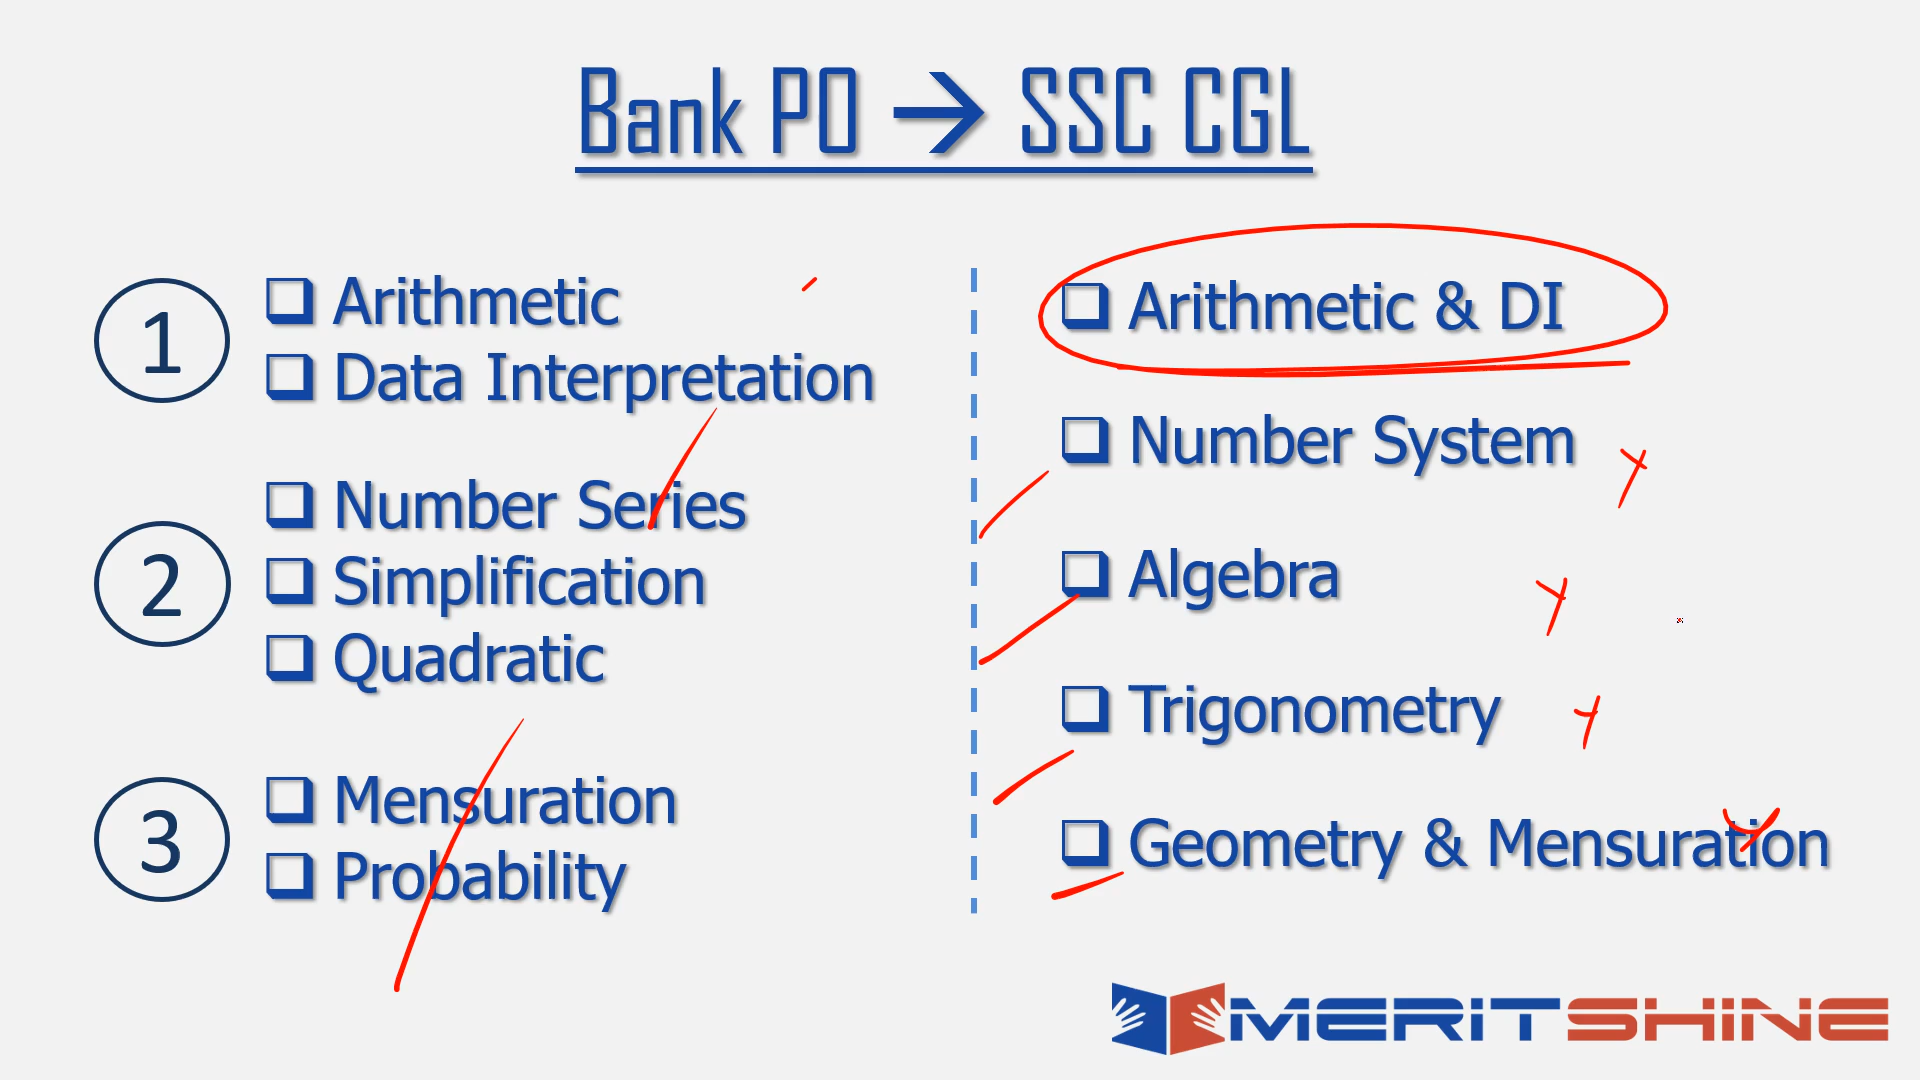 Bank PO → SSC CGL
1
Arithmetic
Data Interpretation
2
Number Series
Simplification
Quadratic
3
Mensuration
Probability
Arithmetic & DI
Number System
Algebra
Trigonometry
Geometry & Mensuration
MERITSHINE